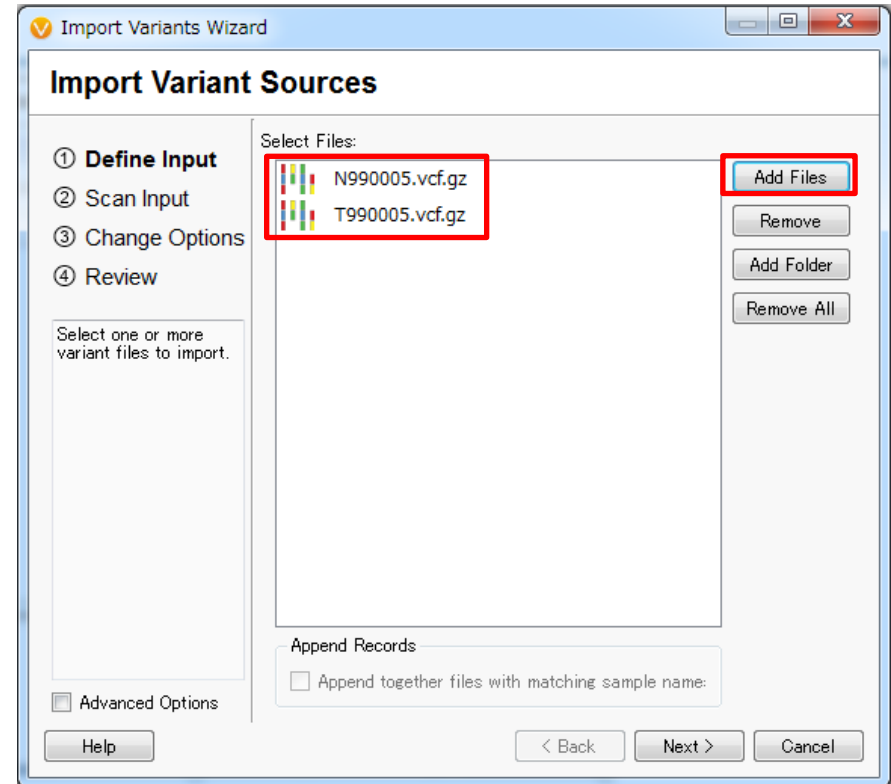 Import Variants Wizard
Import Variant Sources
① Define Input
② Scan Input
③ Change Options
④ Review
Select one or more
variant files to import.
Advanced Options
Select Files:
N990005.vcf.gz
T990005.vcf.gz
Add Files
Remove
Add Folder
Remove All
Append Records
Append together files with matching sample name:
Help
< Back
Next >
Cancel